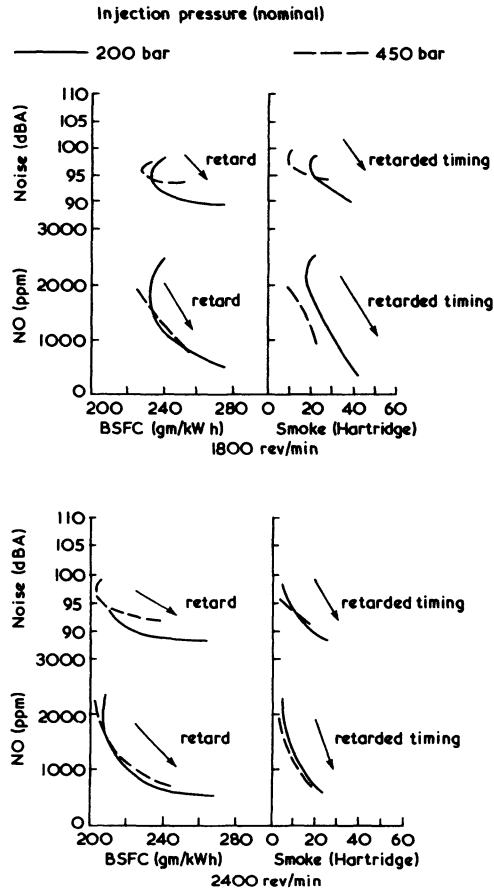 Injection pressure (nominal)
200 bar
450 bar
110
105
100
95
90
3000
2000
1000
0
Noise (dBA)
NO (ppm)
retard
retarded timing
retard
retarded timing
200 240 280 0 20 40 60
BSFC (gm/kW h) Smoke (Hartridge)
1800 rev/min
110
105
100
95
90
3000
2000
1000
0
Noise (dBA)
NO (ppm)
retard
retarded timing
retard
retarded timing
200 240 280 0 20 40 60
BSFC (gm/kWh) Smoke (Hartridge)
2400 rev/min